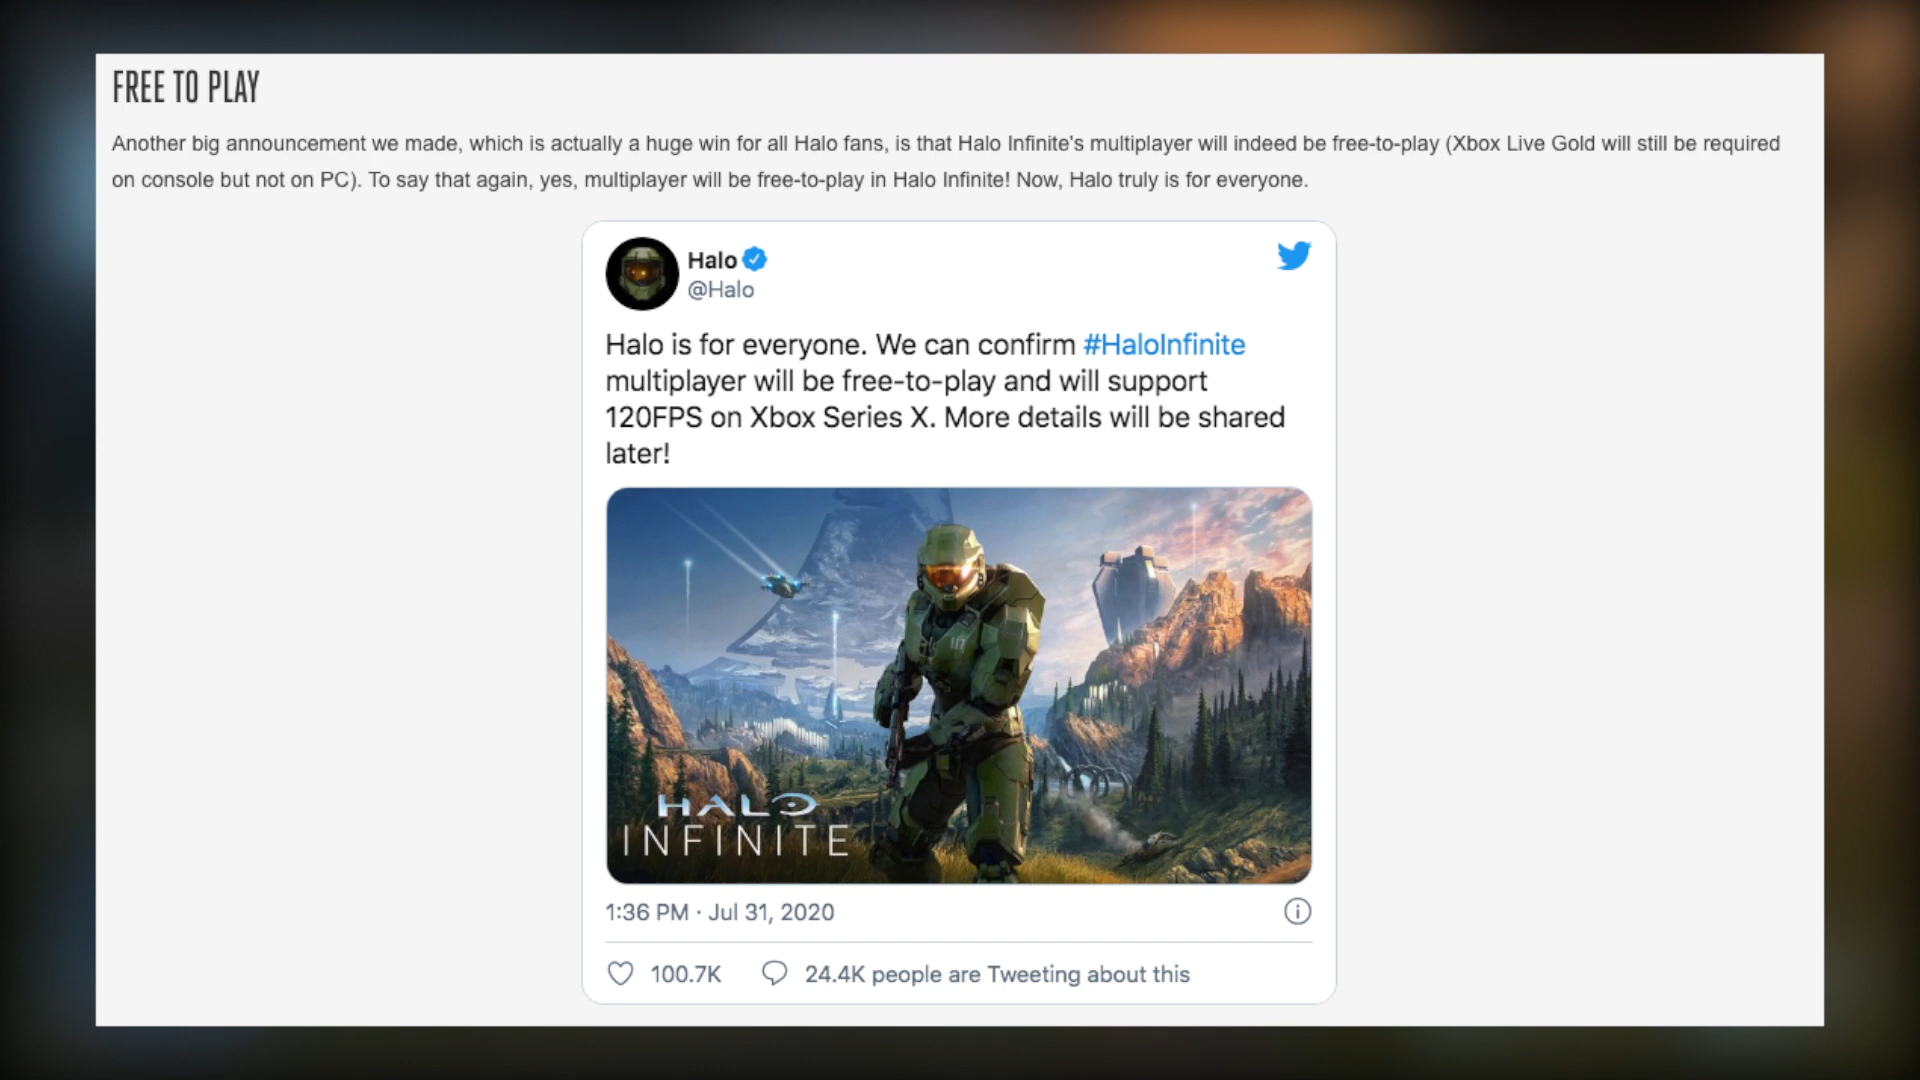 FREE TO PLAY
Another big announcement we made, which is actually a huge win for all Halo fans, is that Halo Infinite's multiplayer will indeed be free-to-play (Xbox Live Gold will still be required
on console but not on PC). To say that again, yes, multiplayer will be free-to-play in Halo Infinite! Now, Halo truly is for everyone.
Halo
@Halo
Halo is for everyone. We can confirm #HaloInfinite
multiplayer will be free-to-play and will support
120FPS on Xbox Series X. More details will be shared
later!
HALO
INFINITE
1:36 PM · Jul 31, 2020
100.7K 24.4K people are Tweeting about this